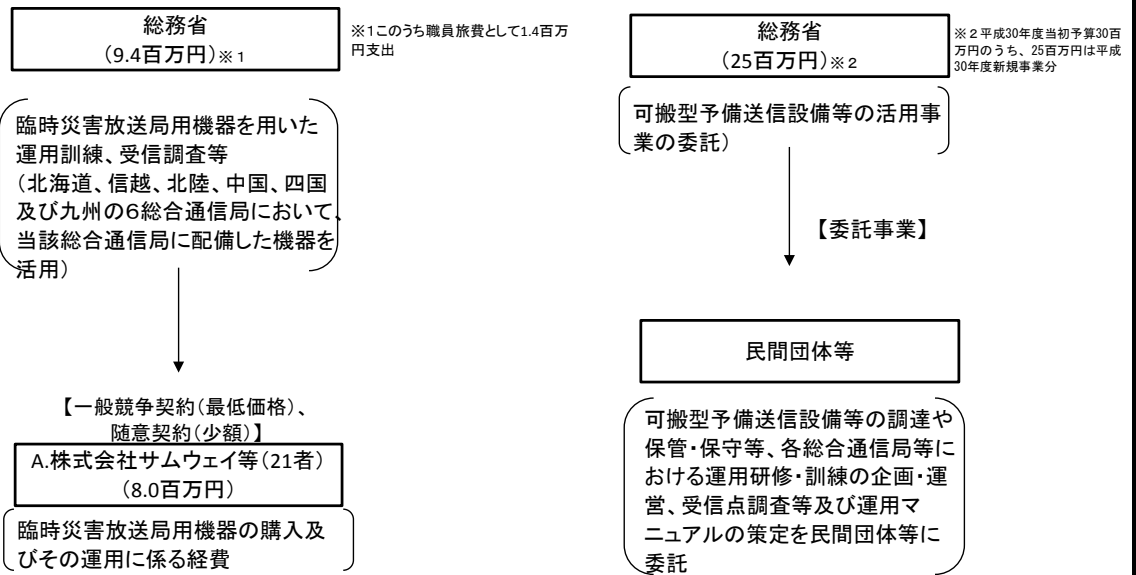 総務省
（9.4百万円）※１
※１このうち職員旅費として1.4百万
円支出
臨時災害放送局用機器を用いた
運用訓練、受信調査等
（北海道、信越、北陸、中国、四国
及び九州の６総合通信局において、
当該総合通信局に配備した機器を
活用）
【一般競争契約（最低価格）、
随意契約（少額）】
A.株式会社サムウェイ等（21者）
（8.0百万円）
臨時災害放送局用機器の購入及
びその運用に係る経費
総務省
（25百万円）※２
※２平成30年度当初予算30百
万円のうち、25百万円は平成
30年度新規事業分
可搬型予備送信設備等の活用事
業の委託）
【委託事業】
民間団体等
可搬型予備送信設備等の調達や
保管・保守等、各総合通信局等に
おける運用研修・訓練の企画・運
営、受信点調査等及び運用マ
ニュアルの策定を民間団体等に
委託